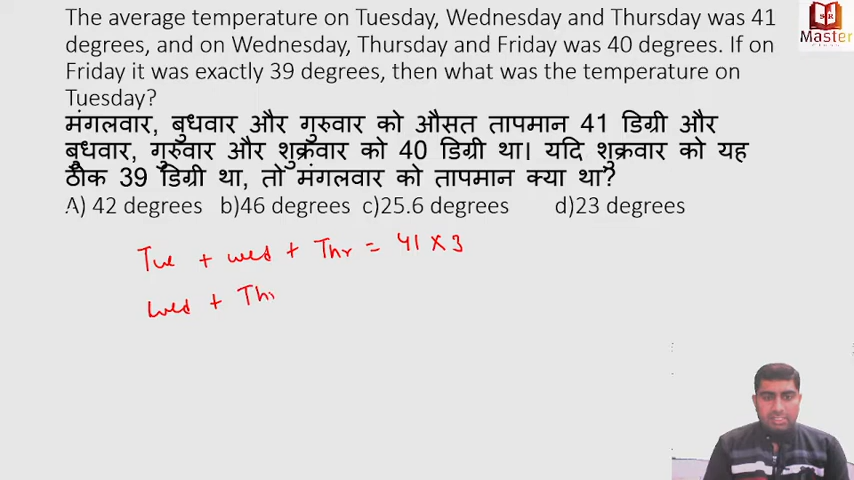 The average temperature on Tuesday, Wednesday and Thursday was 41
degrees, and on Wednesday, Thursday and Friday was 40 degrees. If on
Friday it was exactly 39 degrees, then what was the temperature on
Tuesday?
मंगलवार, बुधवार और गुरुवार को औसत तापमान 41 डिग्री और
बुधवार, गुरुवार और शुक्रवार को 40 डिग्री था। यदि शुक्रवार को यह
ठीक 39 डिग्री था, तो मंगलवार को तापमान क्या था?
A) 42 degrees b)46 degrees c)25.6 degrees d)23 degrees
Tue + wed + Thr = 41 × 3
wed + Thr
SR
Master